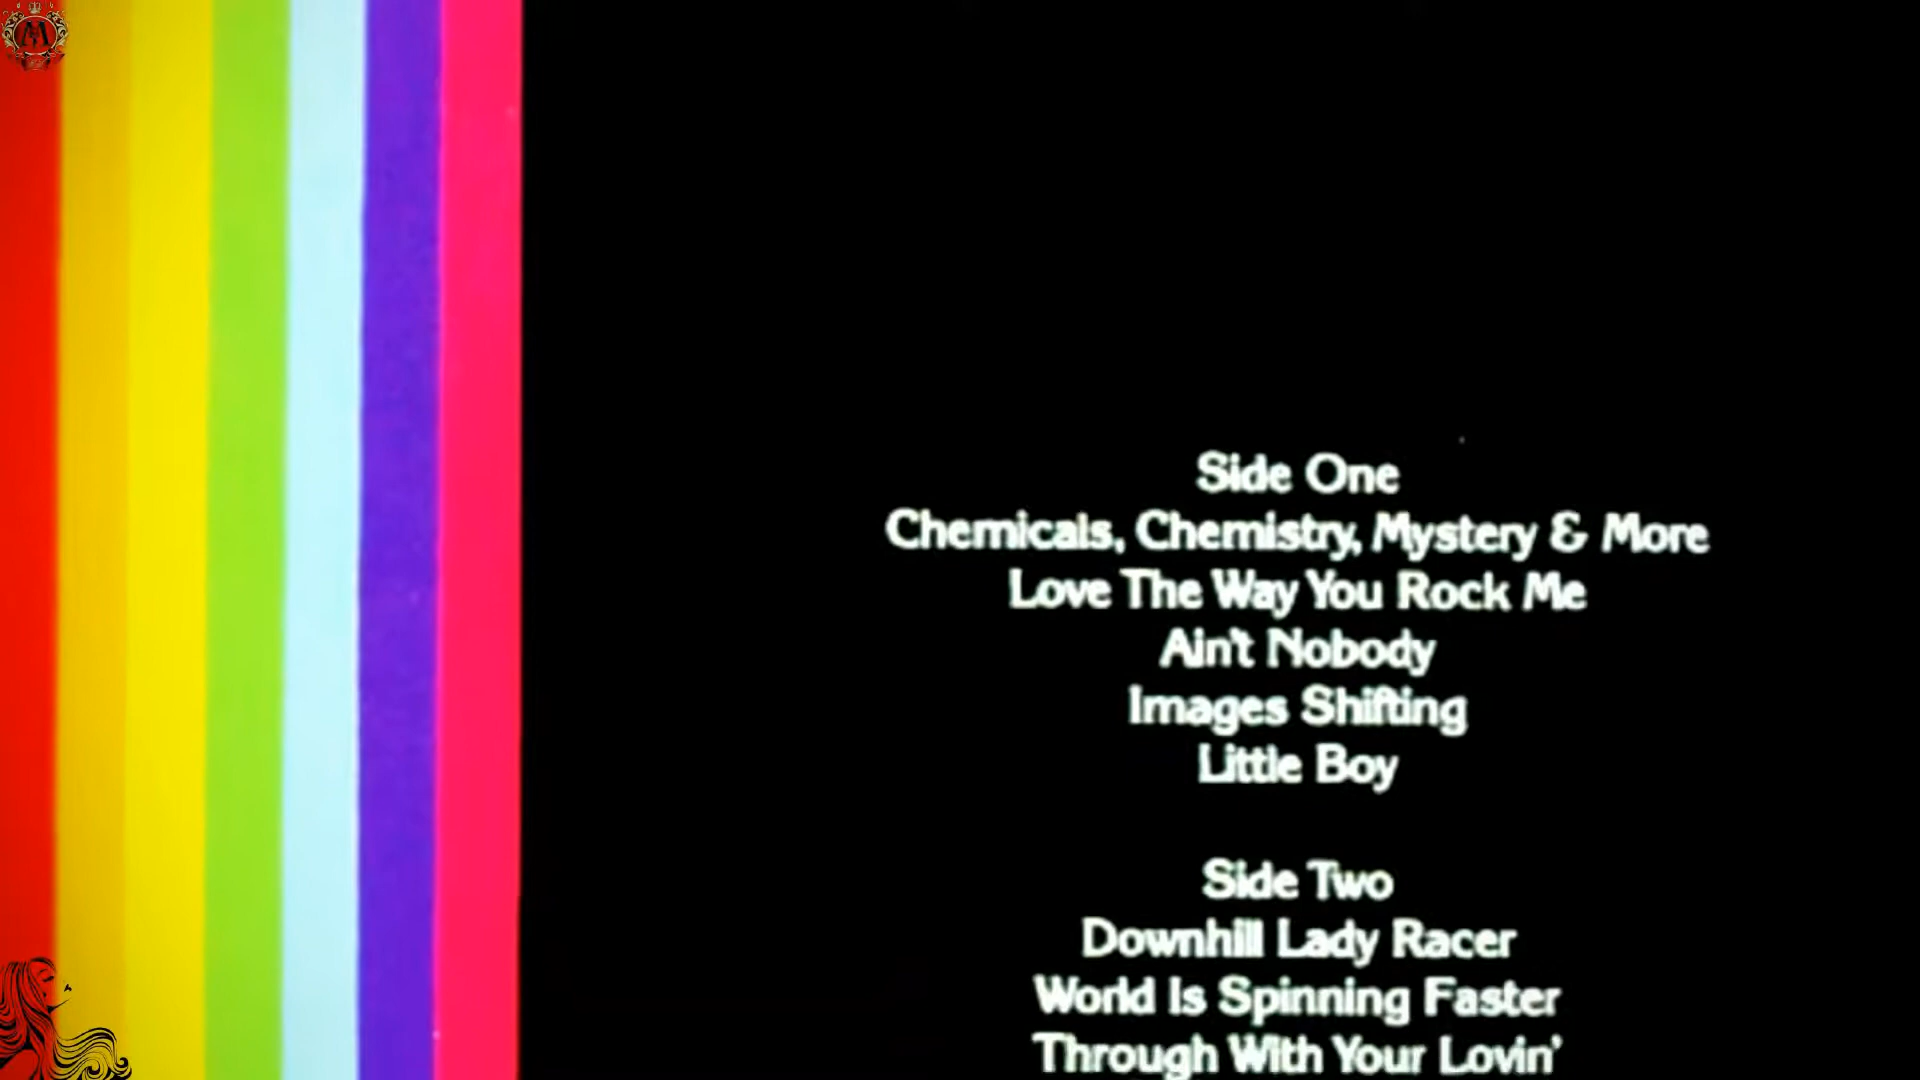 M
Side One
Chemicals, Chemistry, Mystery & More
Love The Way You Rock Me
Ain't Nobody
Images Shifting
Little Boy
Side Two
Downhill Lady Racer
World Is Spinning Faster
Through With Your Lovin'